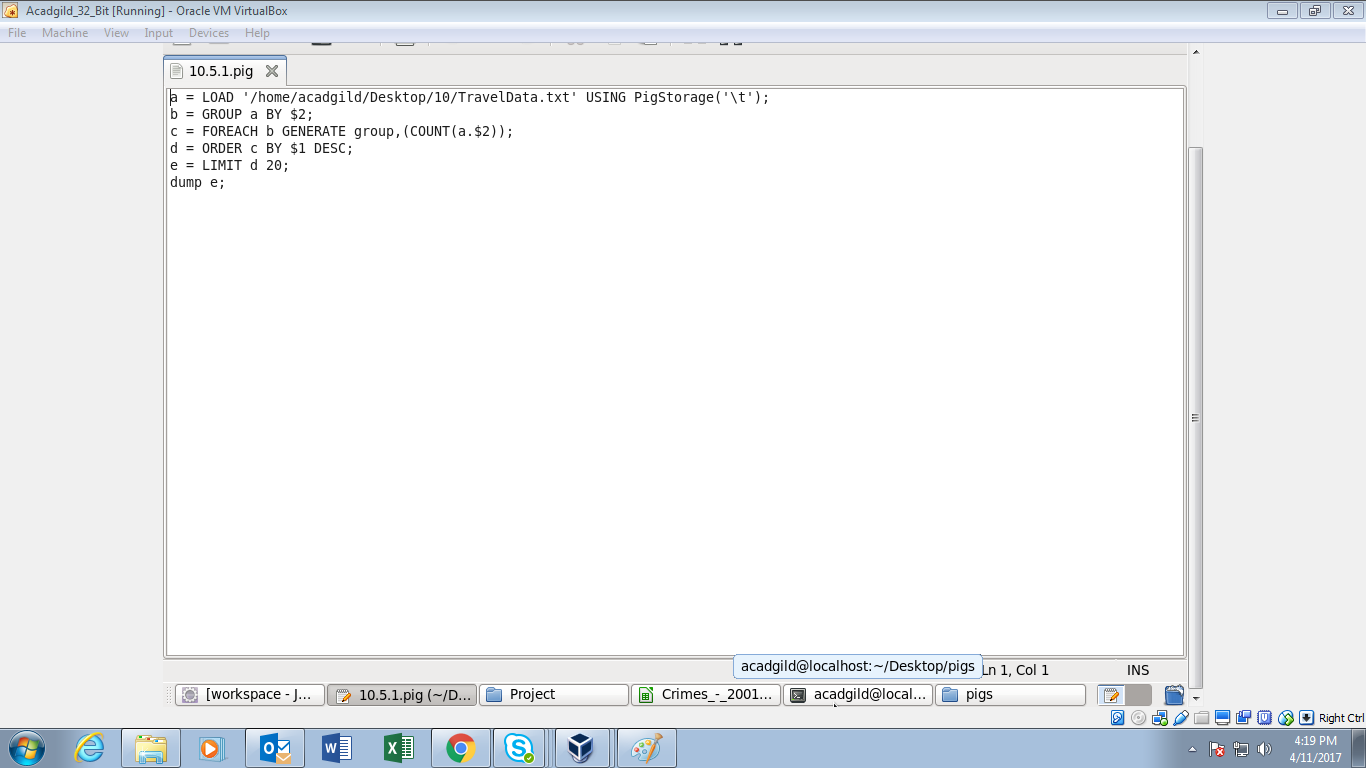 Acadgild_32_Bit [Running] - Oracle VM VirtualBox
File Machine View Input Devices Help
10.5.1.pig
a = LOAD '/home/acadgild/Desktop/10/TravelData.txt' USING PigStorage('\t');
b = GROUP a BY $2;
c = FOREACH b GENERATE group,(COUNT(a.$2));
d = ORDER c BY $1 DESC;
e = LIMIT d 20;
dump e;
acadgild@localhost:~/Desktop/pigs
Ln 1, Col 1 INS
[workspace - J... 10.5.1.pig (~/D... Project Crimes_-_2001... acadgild@local... pigs
Right Ctrl
4:19 PM
4/11/2017